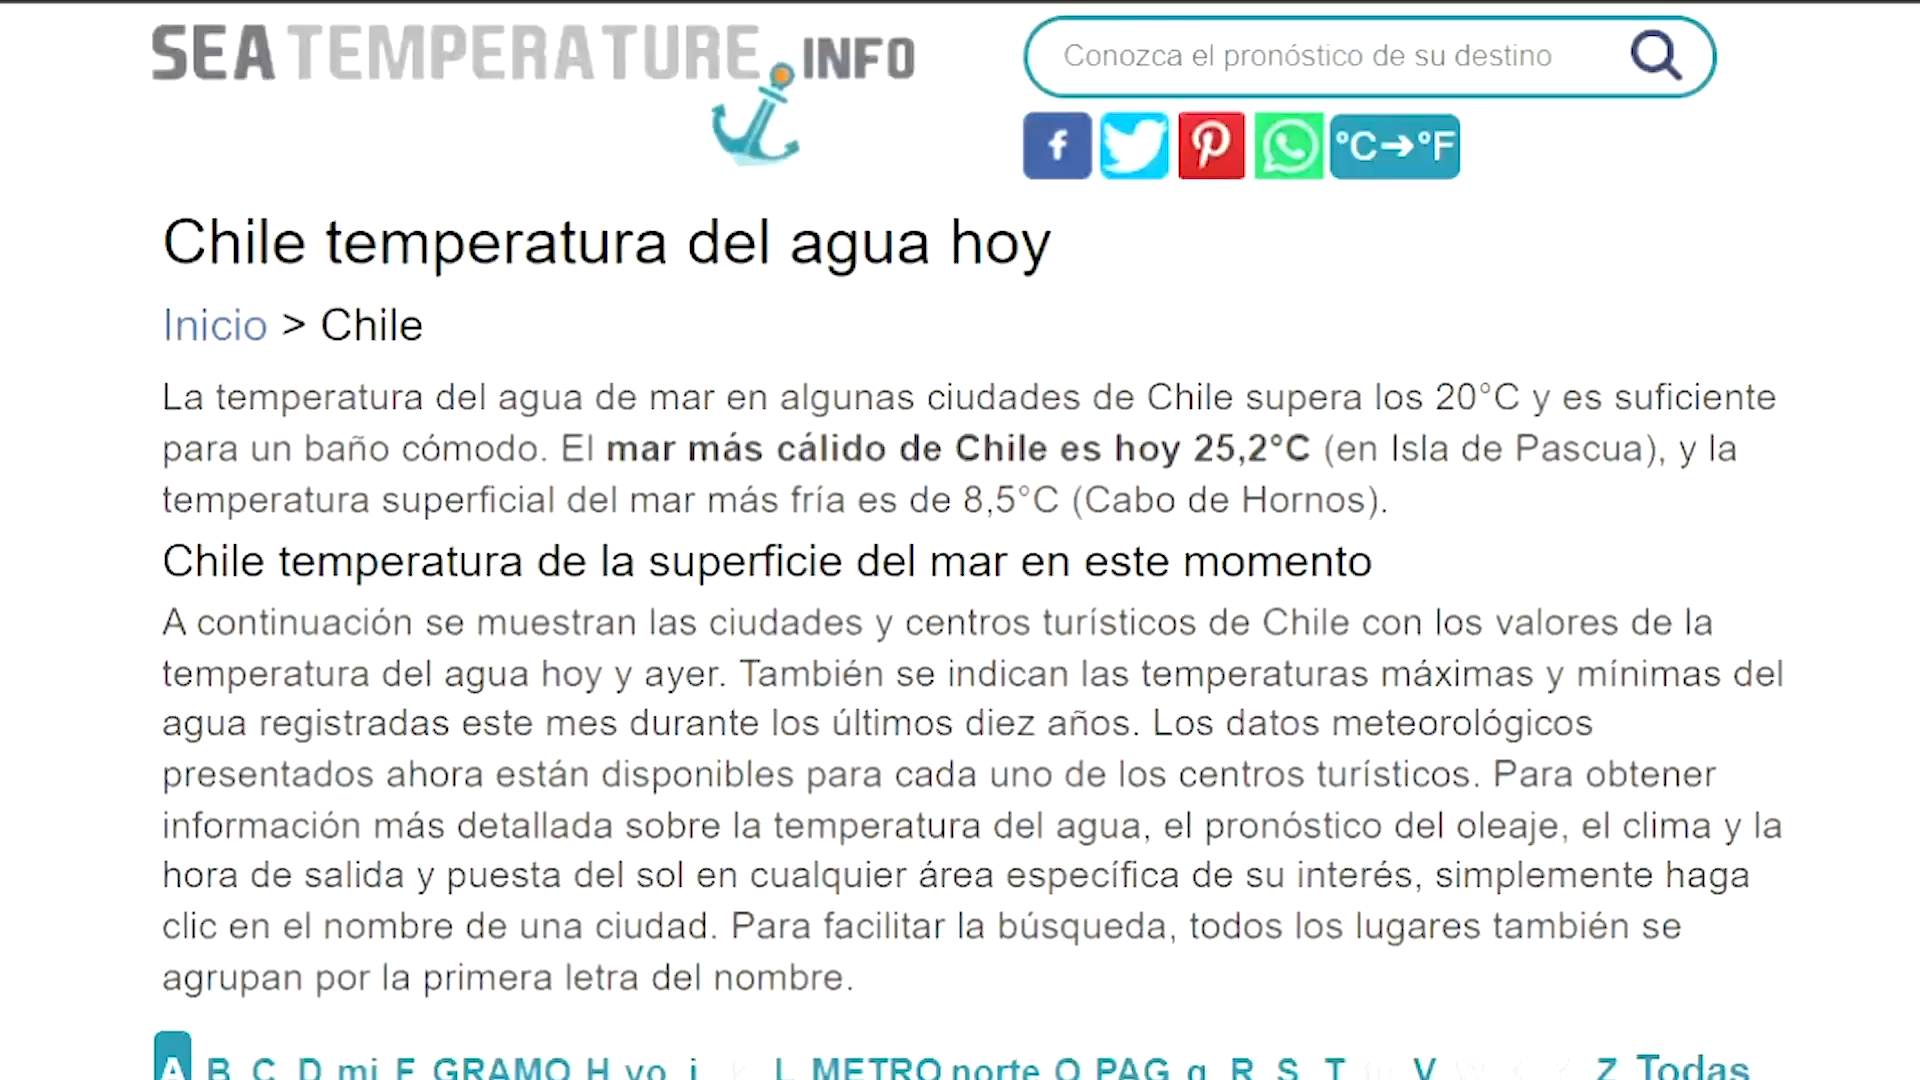 SEATEMPERATURE.INFO
Conozca el pronóstico de su destino
°C➔°F
Chile temperatura del agua hoy
Inicio > Chile
La temperatura del agua de mar en algunas ciudades de Chile supera los 20°C y es suficiente
para un baño cómodo. El mar más cálido de Chile es hoy 25,2°C (en Isla de Pascua), y la
temperatura superficial del mar más fría es de 8,5°C (Cabo de Hornos).
Chile temperatura de la superficie del mar en este momento
A continuación se muestran las ciudades y centros turísticos de Chile con los valores de la
temperatura del agua hoy y ayer. También se indican las temperaturas máximas y mínimas del
agua registradas este mes durante los últimos diez años. Los datos meteorológicos
presentados ahora están disponibles para cada uno de los centros turísticos. Para obtener
información más detallada sobre la temperatura del agua, el pronóstico del oleaje, el clima y la
hora de salida y puesta del sol en cualquier área específica de su interés, simplemente haga
clic en el nombre de una ciudad. Para facilitar la búsqueda, todos los lugares también se
agrupan por la primera letra del nombre.
A B C D mi F GRAMO H yo j L METRO norte O PAG q R S T V Z Todas